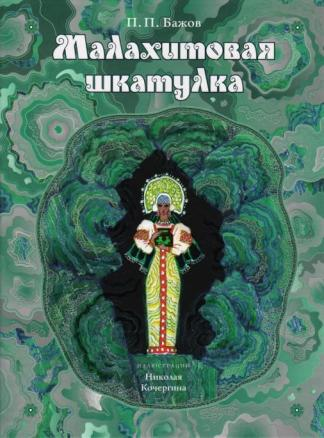 П. П. Бажов
Малахитовая
шкатулка
ИЛЛЮСТРАЦИИ
Николая
Кочергина